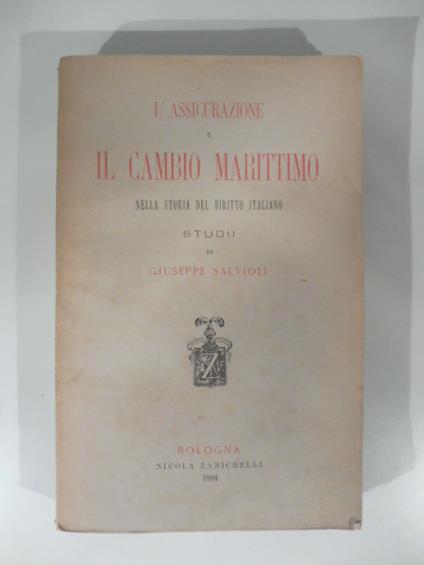 L' ASSICURAZIONE
E
IL CAMBIO MARITTIMO
NELLA STORIA DEL DIRITTO ITALIANO
STUDII
DI
GIUSEPPE SALVIOLI
Z
BOLOGNA
NICOLA ZANICHELLI
1884